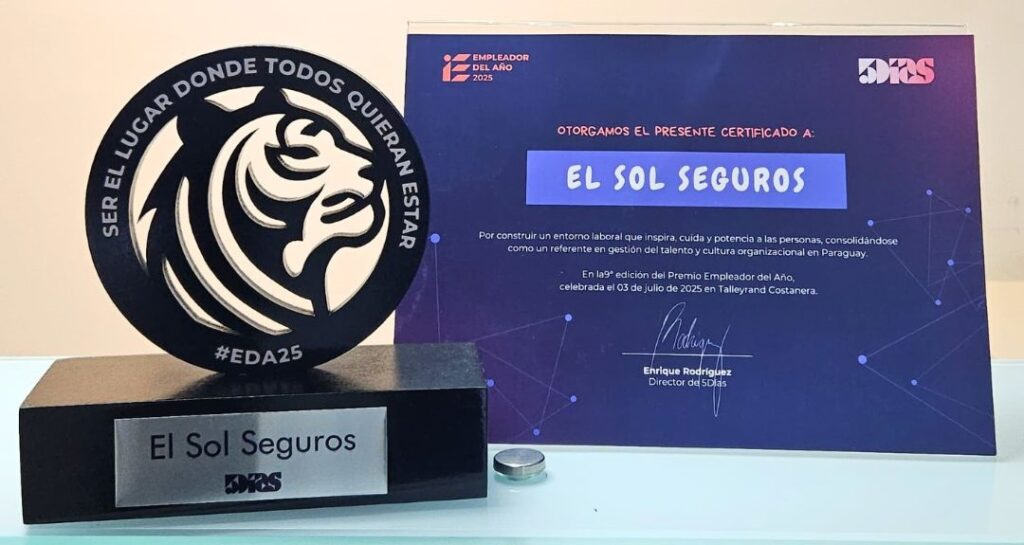 SER EL LUGAR DONDE TODOS QUIERAN ESTAR
#EDA25
El Sol Seguros
5Días
EMPLEADOR
DEL AÑO
2025
5Días
OTORGAMOS EL PRESENTE CERTIFICADO A:
EL SOL SEGUROS
Por construir un entorno laboral que inspira, cuida y potencia a las personas, consolidándose
como un referente en gestión del talento y cultura organizacional en Paraguay.
En la9ª edición del Premio Empleador del Año,
celebrada el 03 de julio de 2025 en Talleyrand Costanera.
Rodríguez
Enrique Rodríguez
Director de 5Días